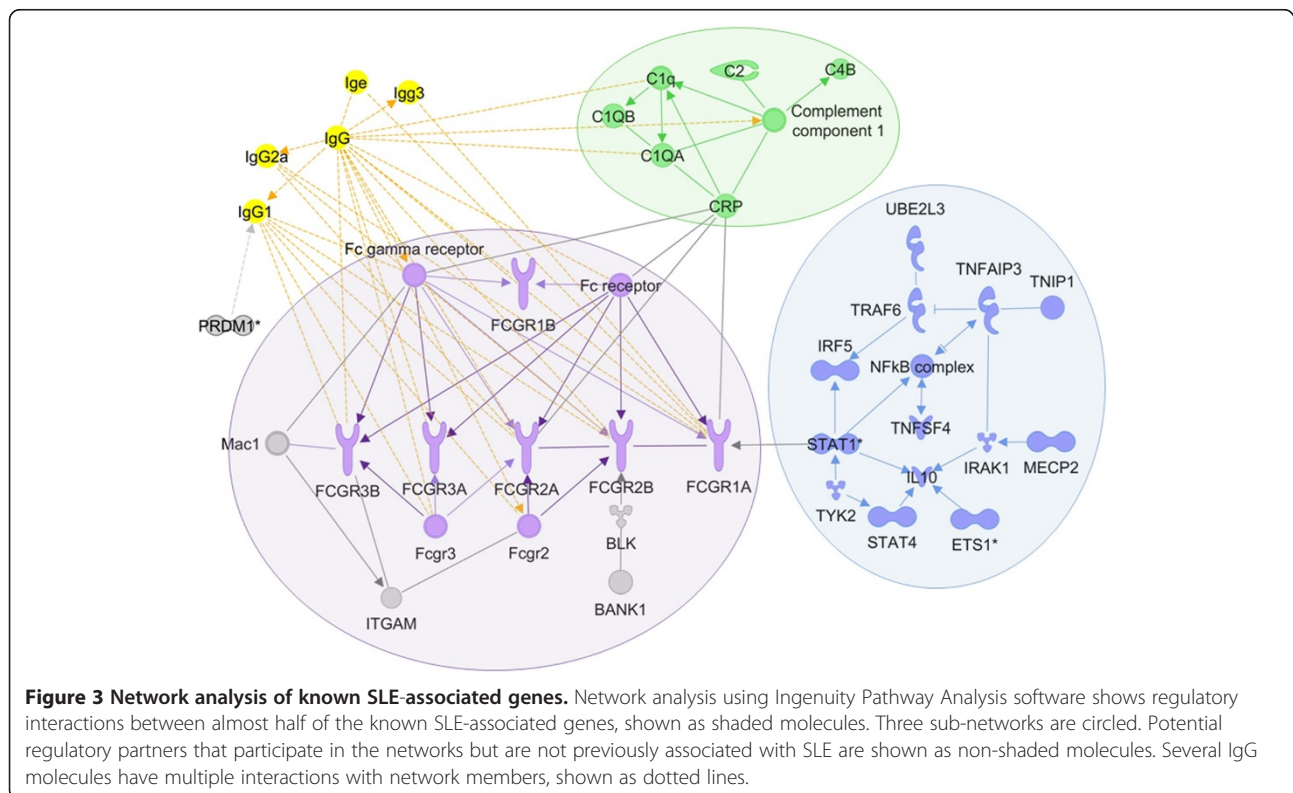 Ige
Igg3
IgG
IgG2a
IgG1
PRDM1*
C1q
C2
C4B
C1QB
Complement
component 1
C1QA
CRP
Fc gamma receptor
Fc receptor
FCGR1B
Mac1
FCGR3B
FCGR3A
FCGR2A
FCGR2B
FCGR1A
Fcgr3
Fcgr2
BLK
BANK1
ITGAM
UBE2L3
TNFAIP3
TNIP1
TRAF6
IRF5
NFkB complex
TNFSF4
STAT1*
IL10
IRAK1
MECP2
TYK2
STAT4
ETS1*
Figure 3 Network analysis of known SLE-associated genes. Network analysis using Ingenuity Pathway Analysis software shows regulatory
interactions between almost half of the known SLE-associated genes, shown as shaded molecules. Three sub-networks are circled. Potential
regulatory partners that participate in the networks but are not previously associated with SLE are shown as non-shaded molecules. Several IgG
molecules have multiple interactions with network members, shown as dotted lines.